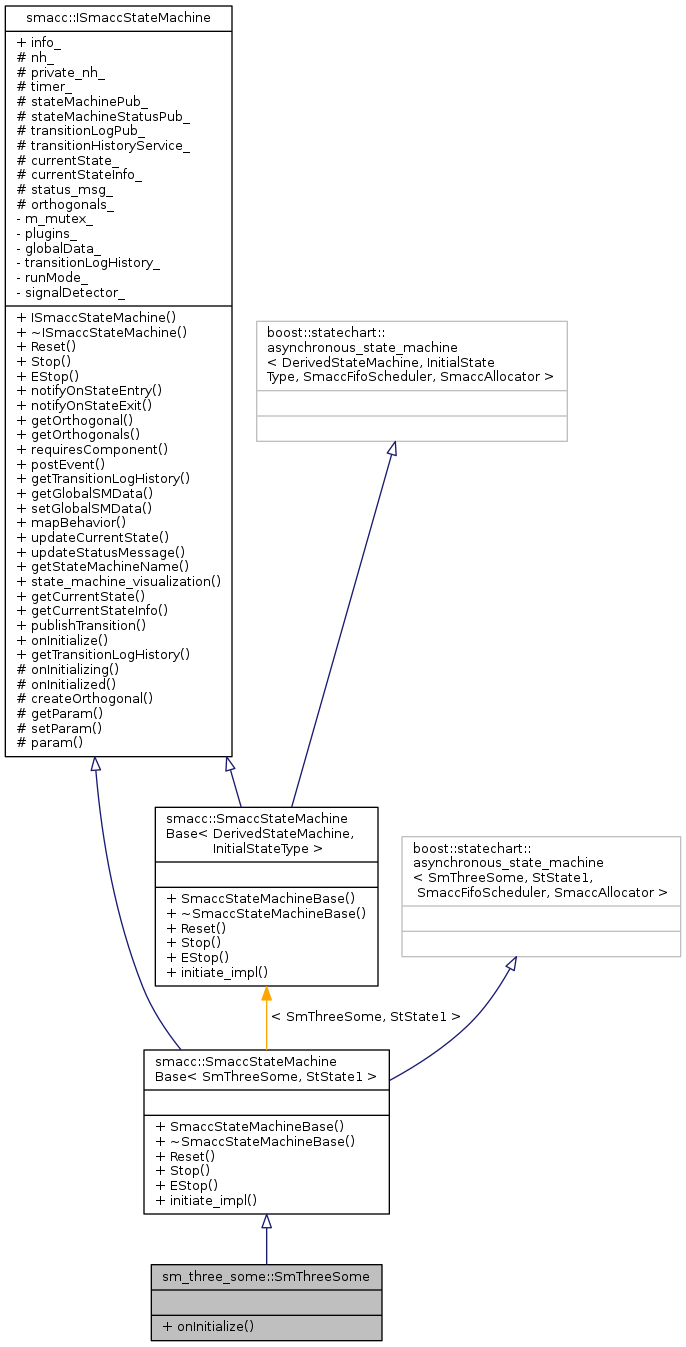 smacc::ISmaccStateMachine
+ info_
# nh_
# private_nh_
# timer_
# stateMachinePub_
# stateMachineStatusPub_
# transitionLogPub_
# transitionHistoryService_
# currentState_
# currentStateInfo_
# status_msg_
# orthogonals_
- m_mutex_
- plugins_
- globalData_
- transitionLogHistory_
- runMode_
- signalDetector_
+ ISmaccStateMachine()
+ ~ISmaccStateMachine()
+ Reset()
+ Stop()
+ EStop()
+ notifyOnStateEntry()
+ notifyOnStateExit()
+ getOrthogonal()
+ getOrthogonals()
+ requiresComponent()
+ postEvent()
+ getTransitionLogHistory()
+ getGlobalSMData()
+ setGlobalSMData()
+ mapBehavior()
+ updateCurrentState()
+ updateStatusMessage()
+ getStateMachineName()
+ state_machine_visualization()
+ getCurrentState()
+ getCurrentStateInfo()
+ publishTransition()
+ onInitialize()
+ getTransitionLogHistory()
# onInitializing()
# onInitialized()
# createOrthogonal()
# getParam()
# setParam()
# param()
boost::statechart::
asynchronous_state_machine
< DerivedStateMachine, InitialState
Type, SmaccFifoScheduler, SmaccAllocator >
smacc::SmaccStateMachine
Base< DerivedStateMachine,
InitialStateType >
+ SmaccStateMachineBase()
+ ~SmaccStateMachineBase()
+ Reset()
+ Stop()
+ EStop()
+ initiate_impl()
boost::statechart::
asynchronous_state_machine
< SmThreeSome, StState1,
SmaccFifoScheduler, SmaccAllocator >
< SmThreeSome, StState1 >
smacc::SmaccStateMachine
Base< SmThreeSome, StState1 >
+ SmaccStateMachineBase()
+ ~SmaccStateMachineBase()
+ Reset()
+ Stop()
+ EStop()
+ initiate_impl()
sm_three_some::SmThreeSome
+ onInitialize()